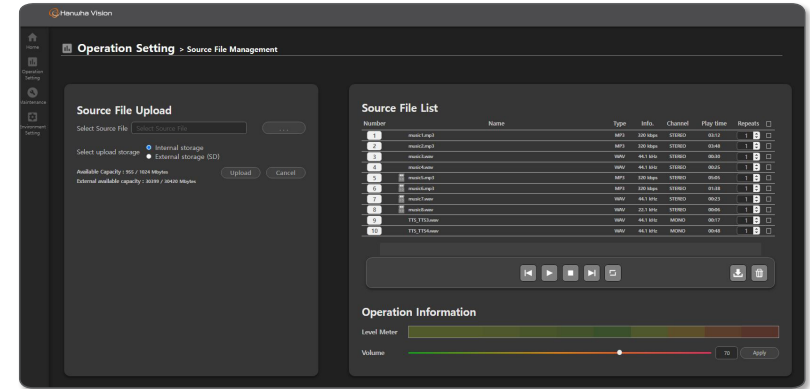 Hanwha Vision
Home
Operation Setting
Maintenance
Environment Setting
Operation Setting > Source File Management
Source File Upload
Select Source File Select Source File ...
Select upload storage Internal storage
External storage (SD)
Available Capacity : 955 / 1024 Mbytes
External available capacity : 30399 / 30420 Mbytes
Upload Cancel
Source File List
Number Name Type Info. Channel Play time Repeats
1 music1.mp3 MP3 320 kbps STEREO 03:12 1
2 music2.mp3 MP3 320 kbps STEREO 03:48 1
3 music3.wav WAV 44.1 kHz STEREO 00:20 1
4 music4.wav WAV 44.1 kHz STEREO 00:25 1
5 music5.mp3 MP3 320 kbps STEREO 05:05 1
6 music6.mp3 MP3 320 kbps STEREO 01:38 1
7 music7.wav WAV 44.1 kHz STEREO 00:23 1
8 music8.wav WAV 22.1 kHz STEREO 00:06 1
9 TTS_TTS3.wav WAV 44.1 kHz MONO 00:17 1
10 TTS_TTS4.wav WAV 44.1 kHz MONO 00:48 1
Operation Information
Level Meter
Volume 70 Apply